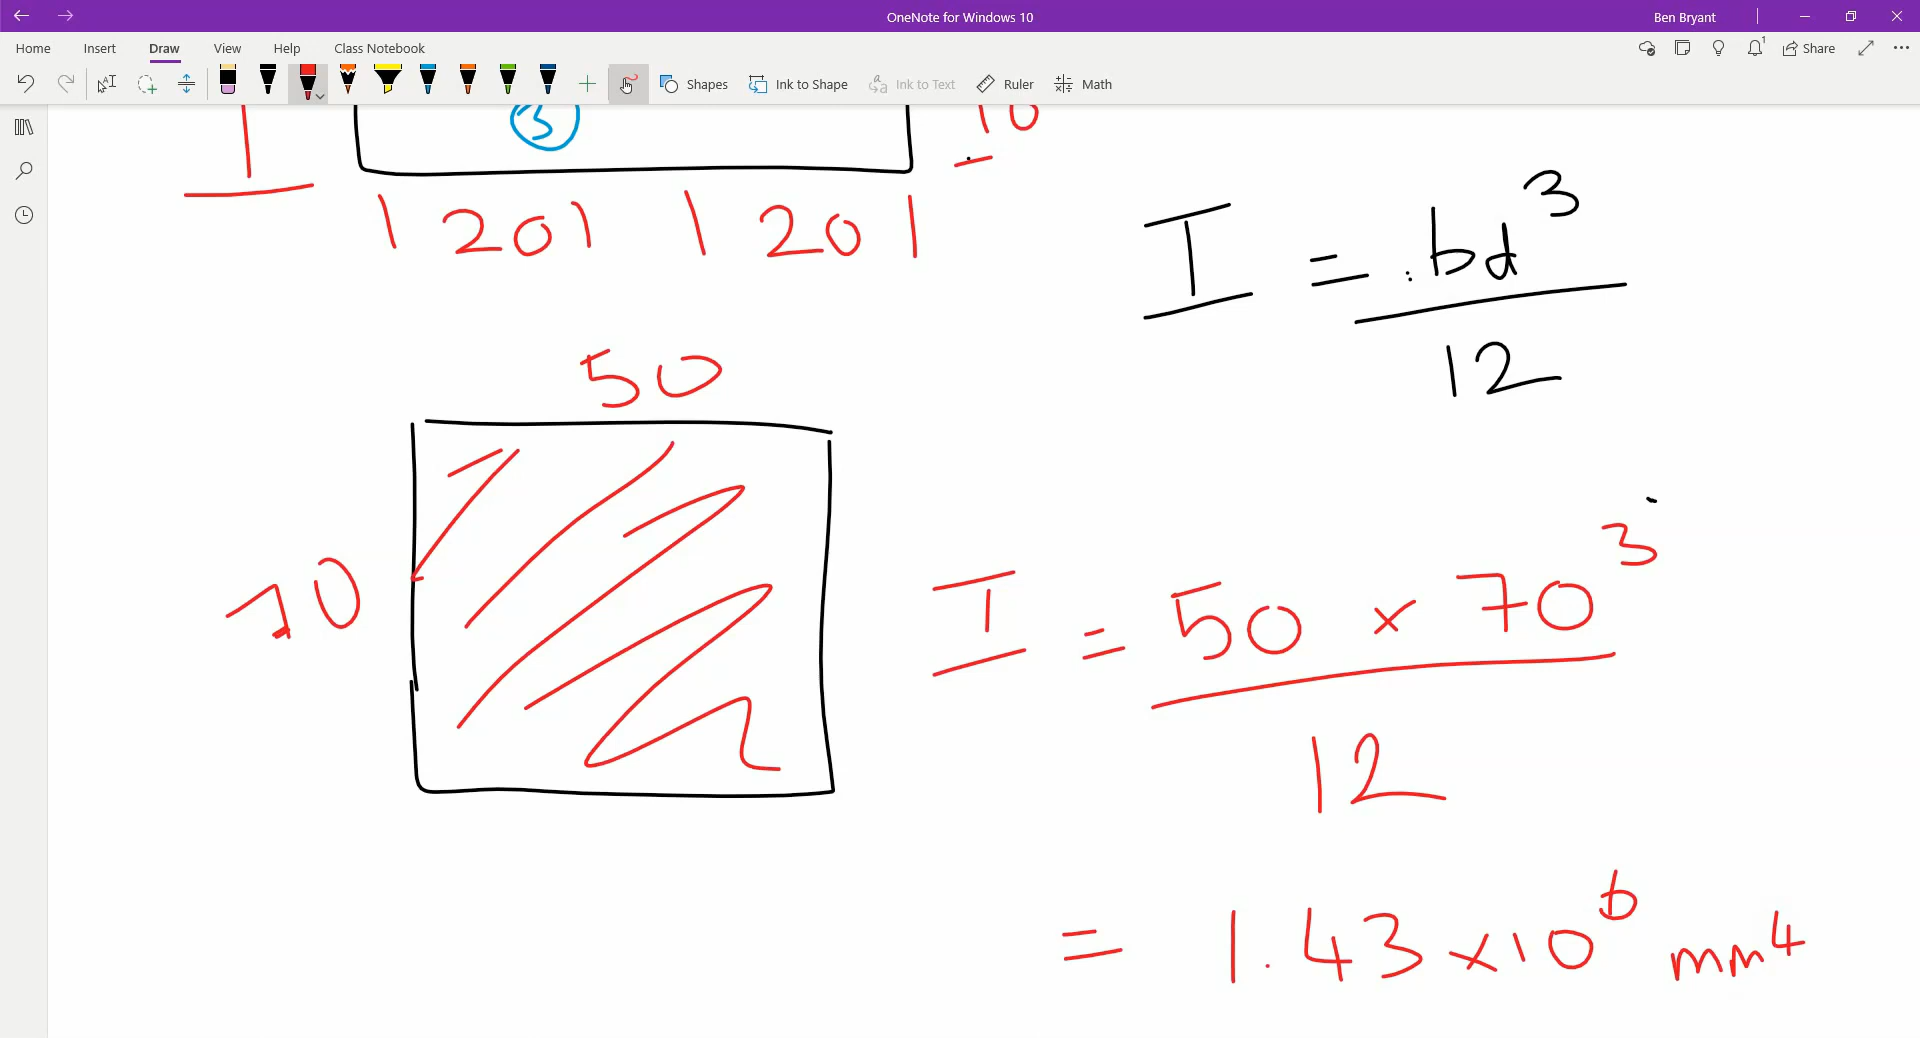 OneNote for Windows 10
Ben Bryant
Home Insert Draw View Help Class Notebook
1 Share
Shapes Ink to Shape Ink to Text Ruler Math
3
10
20 20
I = bd³
12
50
70
I = 50 × 70³
12
= 1.43 × 10⁶ mm⁴